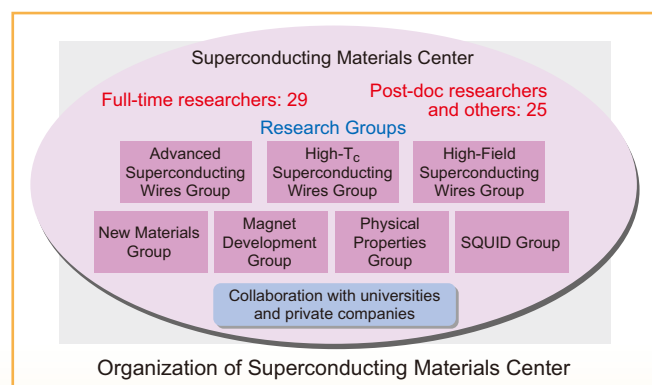 Superconducting Materials Center
Full-time researchers: 29
Post-doc researchers
and others: 25
Research Groups
Advanced
Superconducting
Wires Group
High-Tc
Superconducting
Wires Group
High-Field
Superconducting
Wires Group
New Materials
Group
Magnet
Development
Group
Physical
Properties
Group
SQUID Group
Collaboration with universities
and private companies
Organization of Superconducting Materials Center